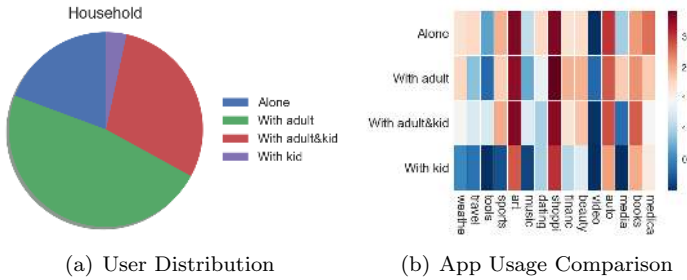 Household
Alone
With adult
With adult&kid
With kid
(a) User Distribution
Alone
With adult
With adult&kid
With kid
weathe
travel
tools
sports
art
music
dating
shoppi
financ
beauty
video
auto
media
books
medica
3
2
1
0
(b) App Usage Comparison